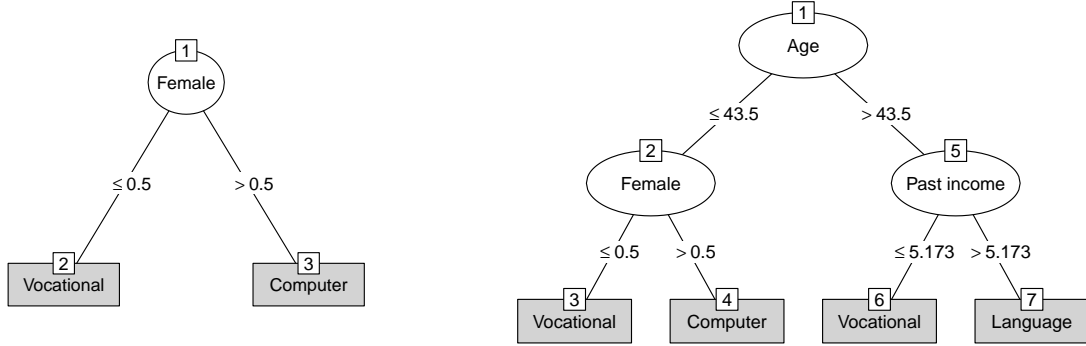 1
Female
≤ 0.5
> 0.5
2
Vocational
3
Computer
1
Age
≤ 43.5
> 43.5
2
Female
5
Past income
≤ 0.5
> 0.5
≤ 5.173
> 5.173
3
Vocational
4
Computer
6
Vocational
7
Language